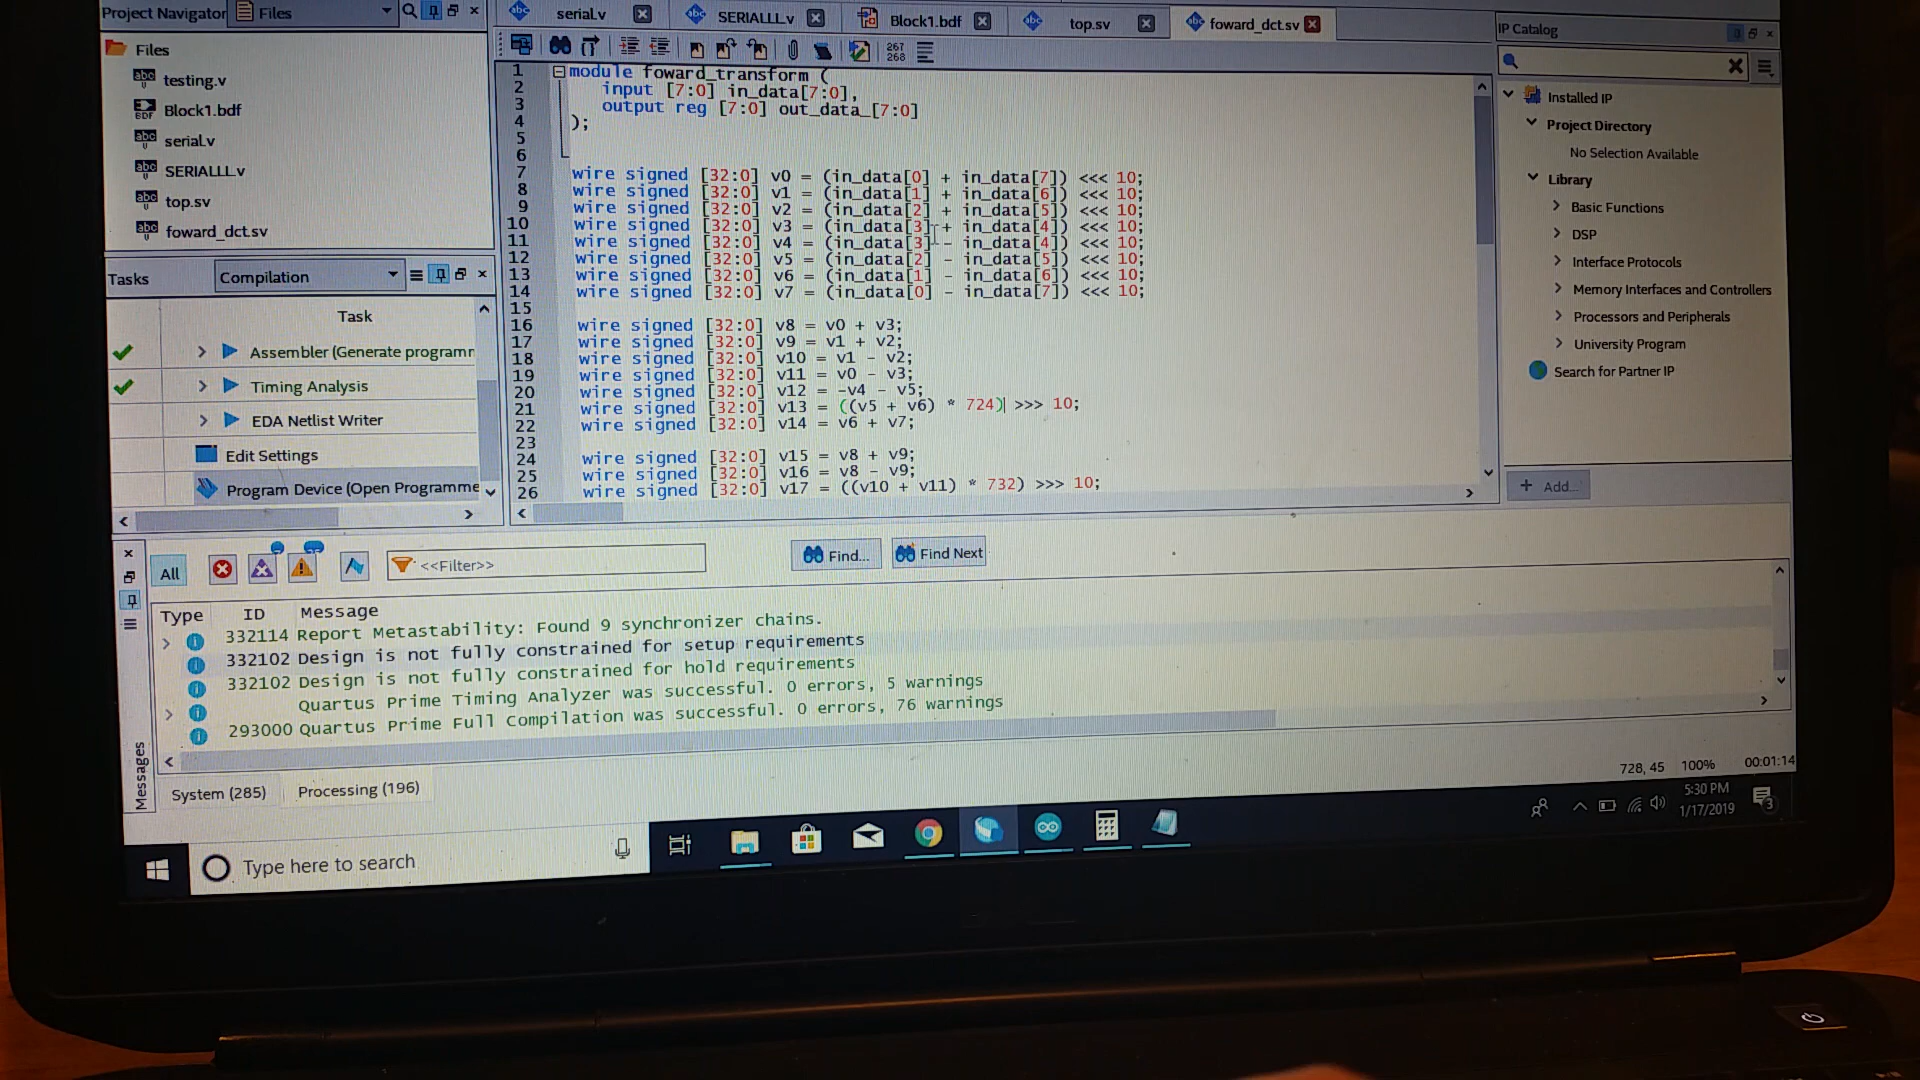 Project Navigator Files
Files
testing.v
Block1.bdf
serial.v
SERIALLL.v
top.sv
foward_dct.sv
Tasks Compilation
Task
Assembler (Generate programm
Timing Analysis
EDA Netlist Writer
Edit Settings
Program Device (Open Programme
serial.v SERIALLL.v Block1.bdf top.sv foward_dct.sv
267
268
1 module foward_transform (
2 input [7:0] in_data[7:0],
3 output reg [7:0] out_data_[7:0]
4 );
5
6
7 wire signed [32:0] v0 = (in_data[0] + in_data[7]) <<< 10;
8 wire signed [32:0] v1 = (in_data[1] + in_data[6]) <<< 10;
9 wire signed [32:0] v2 = (in_data[2] + in_data[5]) <<< 10;
10 wire signed [32:0] v3 = (in_data[3] + in_data[4]) <<< 10;
11 wire signed [32:0] v4 = (in_data[3] - in_data[4]) <<< 10;
12 wire signed [32:0] v5 = (in_data[2] - in_data[5]) <<< 10;
13 wire signed [32:0] v6 = (in_data[1] - in_data[6]) <<< 10;
14 wire signed [32:0] v7 = (in_data[0] - in_data[7]) <<< 10;
15
16 wire signed [32:0] v8 = v0 + v3;
17 wire signed [32:0] v9 = v1 + v2;
18 wire signed [32:0] v10 = v1 - v2;
19 wire signed [32:0] v11 = v0 - v3;
20 wire signed [32:0] v12 = -v4 - v5;
21 wire signed [32:0] v13 = ((v5 + v6) * 724) >>> 10;
22 wire signed [32:0] v14 = v6 + v7;
23
24 wire signed [32:0] v15 = v8 + v9;
25 wire signed [32:0] v16 = v8 - v9;
26 wire signed [32:0] v17 = ((v10 + v11) * 732) >>> 10;
IP Catalog
Installed IP
Project Directory
No Selection Available
Library
Basic Functions
DSP
Interface Protocols
Memory Interfaces and Controllers
Processors and Peripherals
University Program
Search for Partner IP
+ Add...
All <<Filter>> Find... Find Next
Type ID Message
332114 Report Metastability: Found 9 synchronizer chains.
332102 Design is not fully constrained for setup requirements
332102 Design is not fully constrained for hold requirements
Quartus Prime Timing Analyzer was successful. 0 errors, 5 warnings
293000 Quartus Prime Full Compilation was successful. 0 errors, 76 warnings
System (285) Processing (196)
Messages
728, 45 100% 00:01:14
Type here to search
5:30 PM
1/17/2019
3